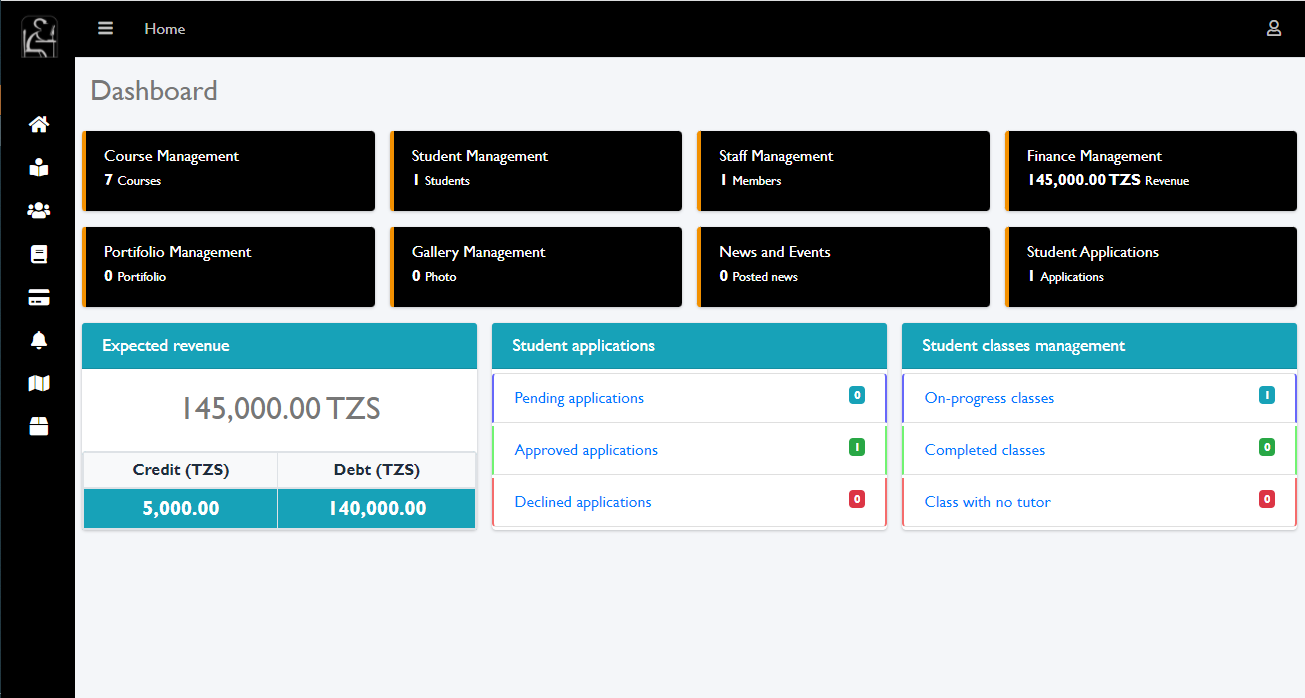 Home
Dashboard
Course Management
7 Courses
Student Management
1 Students
Staff Management
1 Members
Finance Management
145,000.00 TZS Revenue
Portifolio Management
0 Portifolio
Gallery Management
0 Photo
News and Events
0 Posted news
Student Applications
1 Applications
Expected revenue
145,000.00 TZS
Credit (TZS) Debt (TZS)
5,000.00 140,000.00
Student applications
Pending applications 0
Approved applications 1
Declined applications 0
Student classes management
On-progress classes 1
Completed classes 0
Class with no tutor 0